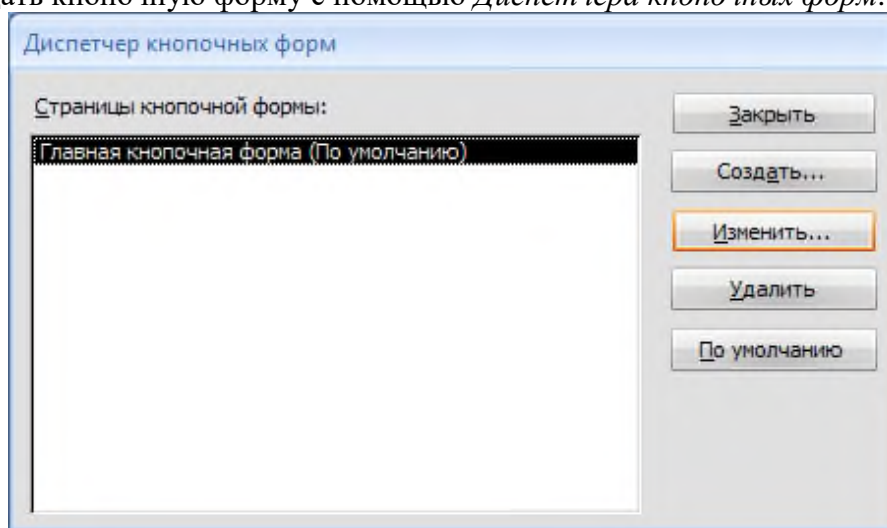 ать кнопочную форму с помощью Диспетчера кнопочных форм.
Диспетчер кнопочных форм
Страницы кнопочной формы:
Главная кнопочная форма (По умолчанию)
Закрыть
Создать...
Изменить...
Удалить
По умолчанию